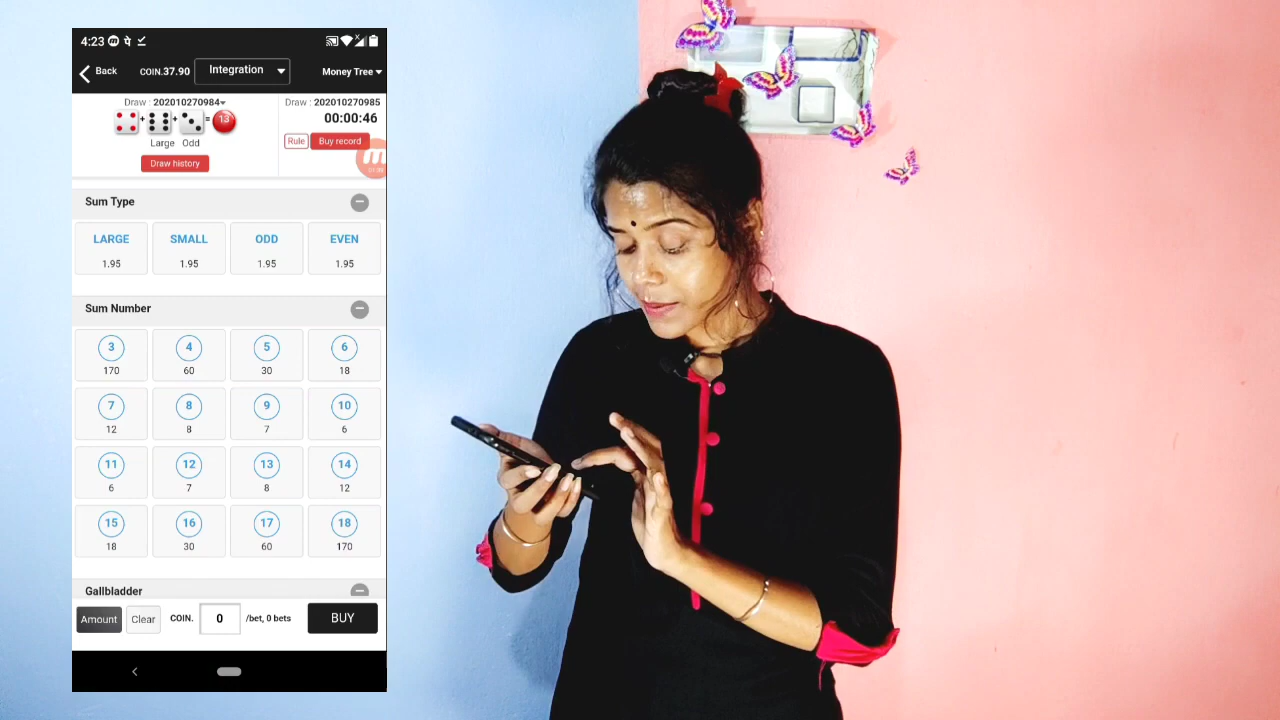 4:23
Back COIN.37.90 Integration Money Tree
Draw : 202010270984
+ + = 13
Large Odd
Draw history
Draw : 202010270985
00:00:46
Rule Buy record
Sum Type
LARGE SMALL ODD EVEN
1.95 1.95 1.95 1.95
Sum Number
3 4 5 6
170 60 30 18
7 8 9 10
12 8 7 6
11 12 13 14
6 7 8 12
15 16 17 18
18 30 60 170
Gallbladder
Amount Clear COIN. 0 /bet, 0 bets BUY